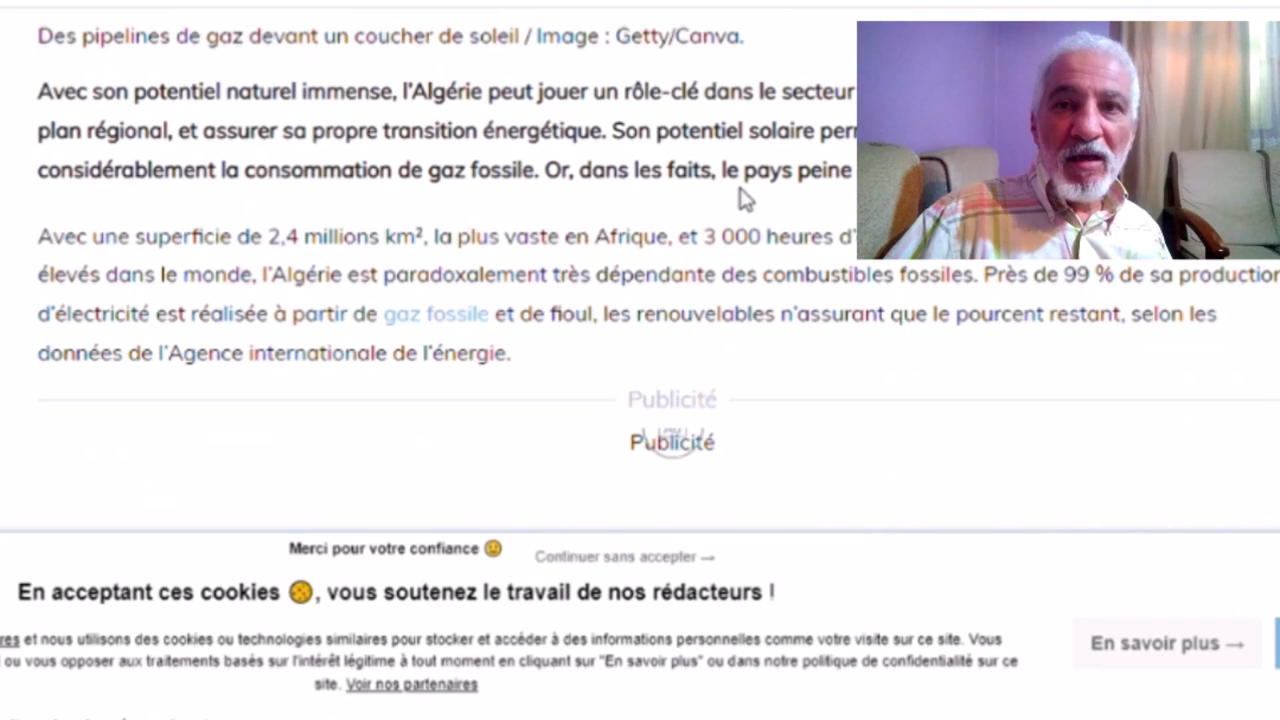 Des pipelines de gaz devant un coucher de soleil / Image : Getty/Canva.
Avec son potentiel naturel immense, l'Algérie peut jouer un rôle-clé dans le secteur
plan régional, et assurer sa propre transition énergétique. Son potentiel solaire
considérablement la consommation de gaz fossile. Or, dans les faits, le pays peine
Avec une superficie de 2,4 millions km², la plus vaste en Afrique, et 3 000 heures d'
élevés dans le monde, l'Algérie est paradoxalement très dépendante des combustibles fossiles. Près de 99 % de sa production
d'électricité est réalisée à partir de gaz fossile et de fioul, les renouvelables n'assurant que le pourcent restant, selon les
données de l'Agence internationale de l'énergie.
Publicité
Publicité
Merci pour votre confiance
Continuer sans accepter →
En acceptant ces cookies 🍪, vous soutenez le travail de nos rédacteurs !
res et nous utilisons des cookies ou technologies similaires pour stocker et accéder à des informations personnelles comme votre visite sur ce site. Vous
ou vous opposer aux traitements basés sur l'intérêt légitime à tout moment en cliquant sur "En savoir plus" ou dans notre politique de confidentialité sur ce
site. Voir nos partenaires
En savoir plus →